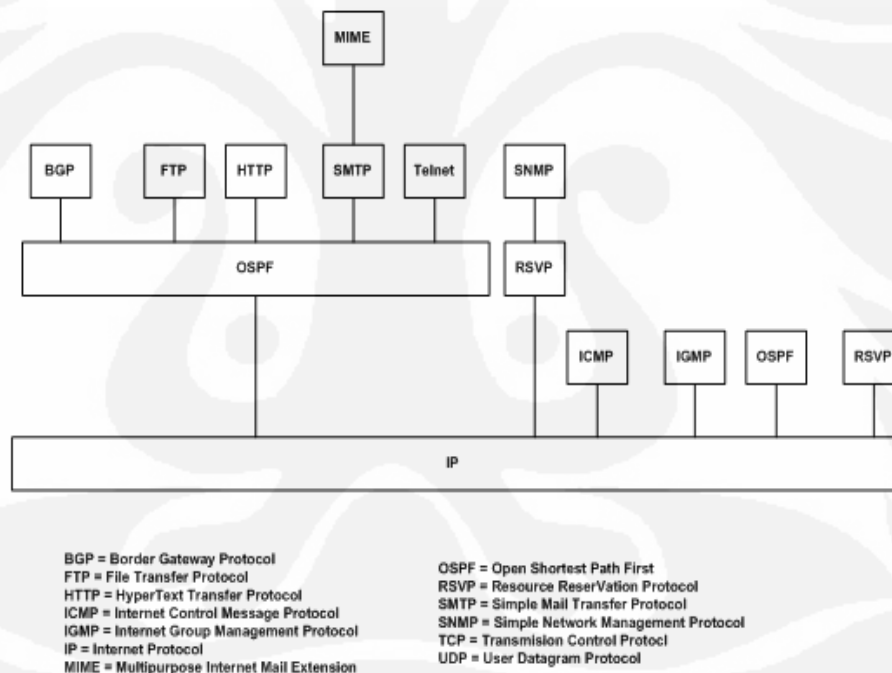 MIME
BGP
FTP
HTTP
SMTP
Telnet
SNMP
OSPF
RSVP
ICMP
IGMP
OSPF
RSVP
IP
BGP = Border Gateway Protocol
FTP = File Transfer Protocol
HTTP = HyperText Transfer Protocol
ICMP = Internet Control Message Protocol
IGMP = Internet Group Management Protocol
IP = Internet Protocol
MIME = Multipurpose Internet Mail Extension
OSPF = Open Shortest Path First
RSVP = Resource ReserVation Protocol
SMTP = Simple Mail Transfer Protocol
SNMP = Simple Network Management Protocol
TCP = Transmision Control Protocl
UDP = User Datagram Protocol